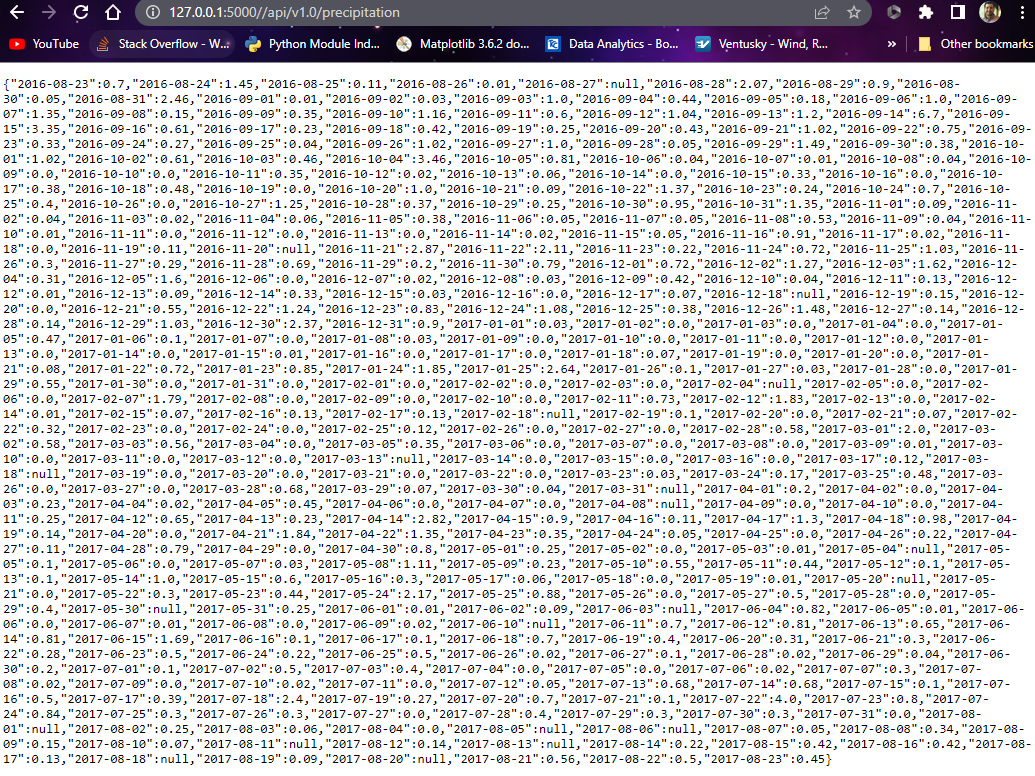 127.0.0.1:5000//api/v1.0/precipitation
YouTube Stack Overflow - W... Python Module Ind... Matplotlib 3.6.2 do... Data Analytics - Bo... Ventusky - Wind, R... » Other bookmarks
{"2016-08-23":0.7,"2016-08-24":1.45,"2016-08-25":0.11,"2016-08-26":0.01,"2016-08-27":null,"2016-08-28":2.07,"2016-08-29":0.9,"2016-08-
30":0.05,"2016-08-31":2.46,"2016-09-01":0.01,"2016-09-02":0.03,"2016-09-03":1.0,"2016-09-04":0.44,"2016-09-05":0.18,"2016-09-06":1.0,"2016-09-
07":1.35,"2016-09-08":0.15,"2016-09-09":0.35,"2016-09-10":1.16,"2016-09-11":0.6,"2016-09-12":1.04,"2016-09-13":1.2,"2016-09-14":6.7,"2016-09-
15":3.35,"2016-09-16":0.61,"2016-09-17":0.23,"2016-09-18":0.42,"2016-09-19":0.25,"2016-09-20":0.43,"2016-09-21":1.02,"2016-09-22":0.75,"2016-09-
23":0.33,"2016-09-24":0.27,"2016-09-25":0.04,"2016-09-26":1.02,"2016-09-27":1.0,"2016-09-28":0.05,"2016-09-29":1.49,"2016-09-30":0.38,"2016-10-
01":1.02,"2016-10-02":0.61,"2016-10-03":0.46,"2016-10-04":3.46,"2016-10-05":0.81,"2016-10-06":0.04,"2016-10-07":0.01,"2016-10-08":0.04,"2016-10-
09":0.0,"2016-10-10":0.0,"2016-10-11":0.35,"2016-10-12":0.02,"2016-10-13":0.06,"2016-10-14":0.0,"2016-10-15":0.33,"2016-10-16":0.0,"2016-10-
17":0.38,"2016-10-18":0.48,"2016-10-19":0.0,"2016-10-20":1.0,"2016-10-21":0.09,"2016-10-22":1.37,"2016-10-23":0.24,"2016-10-24":0.7,"2016-10-
25":0.4,"2016-10-26":0.0,"2016-10-27":1.25,"2016-10-28":0.37,"2016-10-29":0.25,"2016-10-30":0.95,"2016-10-31":1.35,"2016-11-01":0.09,"2016-11-
02":0.04,"2016-11-03":0.02,"2016-11-04":0.06,"2016-11-05":0.38,"2016-11-06":0.05,"2016-11-07":0.05,"2016-11-08":0.53,"2016-11-09":0.04,"2016-11-
10":0.01,"2016-11-11":0.0,"2016-11-12":0.0,"2016-11-13":0.0,"2016-11-14":0.02,"2016-11-15":0.05,"2016-11-16":0.91,"2016-11-17":0.02,"2016-11-
18":0.0,"2016-11-19":0.11,"2016-11-20":null,"2016-11-21":2.87,"2016-11-22":2.11,"2016-11-23":0.22,"2016-11-24":0.72,"2016-11-25":1.03,"2016-11-
26":0.3,"2016-11-27":0.29,"2016-11-28":0.69,"2016-11-29":0.2,"2016-11-30":0.79,"2016-12-01":0.72,"2016-12-02":1.27,"2016-12-03":1.62,"2016-12-
04":0.31,"2016-12-05":1.6,"2016-12-06":0.0,"2016-12-07":0.02,"2016-12-08":0.03,"2016-12-09":0.42,"2016-12-10":0.04,"2016-12-11":0.13,"2016-12-
12":0.01,"2016-12-13":0.09,"2016-12-14":0.33,"2016-12-15":0.03,"2016-12-16":0.0,"2016-12-17":0.07,"2016-12-18":null,"2016-12-19":0.15,"2016-12-
20":0.0,"2016-12-21":0.55,"2016-12-22":1.24,"2016-12-23":0.83,"2016-12-24":1.08,"2016-12-25":0.38,"2016-12-26":1.48,"2016-12-27":0.14,"2016-12-
28":0.14,"2016-12-29":1.03,"2016-12-30":2.37,"2016-12-31":0.9,"2017-01-01":0.03,"2017-01-02":0.0,"2017-01-03":0.0,"2017-01-04":0.0,"2017-01-
05":0.47,"2017-01-06":0.1,"2017-01-07":0.0,"2017-01-08":0.03,"2017-01-09":0.0,"2017-01-10":0.0,"2017-01-11":0.0,"2017-01-12":0.0,"2017-01-
13":0.0,"2017-01-14":0.0,"2017-01-15":0.01,"2017-01-16":0.0,"2017-01-17":0.0,"2017-01-18":0.07,"2017-01-19":0.0,"2017-01-20":0.0,"2017-01-
21":0.08,"2017-01-22":0.72,"2017-01-23":0.85,"2017-01-24":1.85,"2017-01-25":2.64,"2017-01-26":0.1,"2017-01-27":0.03,"2017-01-28":0.0,"2017-01-
29":0.55,"2017-01-30":0.0,"2017-01-31":0.0,"2017-02-01":0.0,"2017-02-02":0.0,"2017-02-03":0.0,"2017-02-04":null,"2017-02-05":0.0,"2017-02-
06":0.0,"2017-02-07":1.79,"2017-02-08":0.0,"2017-02-09":0.0,"2017-02-10":0.0,"2017-02-11":0.73,"2017-02-12":1.83,"2017-02-13":0.0,"2017-02-
14":0.01,"2017-02-15":0.07,"2017-02-16":0.13,"2017-02-17":0.13,"2017-02-18":null,"2017-02-19":0.1,"2017-02-20":0.0,"2017-02-21":0.07,"2017-02-
22":0.32,"2017-02-23":0.0,"2017-02-24":0.0,"2017-02-25":0.12,"2017-02-26":0.0,"2017-02-27":0.0,"2017-02-28":0.58,"2017-03-01":2.0,"2017-03-
02":0.58,"2017-03-03":0.56,"2017-03-04":0.0,"2017-03-05":0.35,"2017-03-06":0.0,"2017-03-07":0.0,"2017-03-08":0.0,"2017-03-09":0.01,"2017-03-
10":0.0,"2017-03-11":0.0,"2017-03-12":0.0,"2017-03-13":null,"2017-03-14":0.0,"2017-03-15":0.0,"2017-03-16":0.0,"2017-03-17":0.12,"2017-03-
18":null,"2017-03-19":0.0,"2017-03-20":0.0,"2017-03-21":0.0,"2017-03-22":0.0,"2017-03-23":0.03,"2017-03-24":0.17,"2017-03-25":0.48,"2017-03-
26":0.0,"2017-03-27":0.0,"2017-03-28":0.68,"2017-03-29":0.07,"2017-03-30":0.04,"2017-03-31":null,"2017-04-01":0.2,"2017-04-02":0.0,"2017-04-
03":0.23,"2017-04-04":0.02,"2017-04-05":0.45,"2017-04-06":0.0,"2017-04-07":0.0,"2017-04-08":null,"2017-04-09":0.0,"2017-04-10":0.0,"2017-04-
11":0.25,"2017-04-12":0.65,"2017-04-13":0.23,"2017-04-14":2.82,"2017-04-15":0.9,"2017-04-16":0.11,"2017-04-17":1.3,"2017-04-18":0.98,"2017-04-
19":0.14,"2017-04-20":0.0,"2017-04-21":1.84,"2017-04-22":1.35,"2017-04-23":0.35,"2017-04-24":0.05,"2017-04-25":0.0,"2017-04-26":0.22,"2017-04-
27":0.11,"2017-04-28":0.79,"2017-04-29":0.0,"2017-04-30":0.8,"2017-05-01":0.25,"2017-05-02":0.0,"2017-05-03":0.01,"2017-05-04":null,"2017-05-
05":0.1,"2017-05-06":0.0,"2017-05-07":0.03,"2017-05-08":1.11,"2017-05-09":0.23,"2017-05-10":0.55,"2017-05-11":0.44,"2017-05-12":0.1,"2017-05-
13":0.1,"2017-05-14":1.0,"2017-05-15":0.6,"2017-05-16":0.3,"2017-05-17":0.06,"2017-05-18":0.0,"2017-05-19":0.01,"2017-05-20":null,"2017-05-
21":0.0,"2017-05-22":0.3,"2017-05-23":0.44,"2017-05-24":2.17,"2017-05-25":0.88,"2017-05-26":0.0,"2017-05-27":0.5,"2017-05-28":0.0,"2017-05-
29":0.4,"2017-05-30":null,"2017-05-31":0.25,"2017-06-01":0.01,"2017-06-02":0.09,"2017-06-03":null,"2017-06-04":0.82,"2017-06-05":0.01,"2017-06-
06":0.0,"2017-06-07":0.01,"2017-06-08":0.0,"2017-06-09":0.02,"2017-06-10":null,"2017-06-11":0.7,"2017-06-12":0.81,"2017-06-13":0.65,"2017-06-
14":0.81,"2017-06-15":1.69,"2017-06-16":0.1,"2017-06-17":0.1,"2017-06-18":0.7,"2017-06-19":0.4,"2017-06-20":0.31,"2017-06-21":0.3,"2017-06-
22":0.28,"2017-06-23":0.5,"2017-06-24":0.22,"2017-06-25":0.5,"2017-06-26":0.02,"2017-06-27":0.1,"2017-06-28":0.02,"2017-06-29":0.04,"2017-06-
30":0.2,"2017-07-01":0.1,"2017-07-02":0.5,"2017-07-03":0.4,"2017-07-04":0.0,"2017-07-05":0.0,"2017-07-06":0.02,"2017-07-07":0.3,"2017-07-
08":0.02,"2017-07-09":0.0,"2017-07-10":0.02,"2017-07-11":0.0,"2017-07-12":0.05,"2017-07-13":0.68,"2017-07-14":0.68,"2017-07-15":0.1,"2017-07-
16":0.5,"2017-07-17":0.39,"2017-07-18":2.4,"2017-07-19":0.27,"2017-07-20":0.7,"2017-07-21":0.1,"2017-07-22":4.0,"2017-07-23":0.8,"2017-07-
24":0.84,"2017-07-25":0.3,"2017-07-26":0.3,"2017-07-27":0.0,"2017-07-28":0.4,"2017-07-29":0.3,"2017-07-30":0.3,"2017-07-31":0.0,"2017-08-
01":null,"2017-08-02":0.25,"2017-08-03":0.06,"2017-08-04":0.0,"2017-08-05":null,"2017-08-06":null,"2017-08-07":0.05,"2017-08-08":0.34,"2017-08-
09":0.15,"2017-08-10":0.07,"2017-08-11":null,"2017-08-12":0.14,"2017-08-13":null,"2017-08-14":0.22,"2017-08-15":0.42,"2017-08-16":0.42,"2017-08-
17":0.13,"2017-08-18":null,"2017-08-19":0.09,"2017-08-20":null,"2017-08-21":0.56,"2017-08-22":0.5,"2017-08-23":0.45}